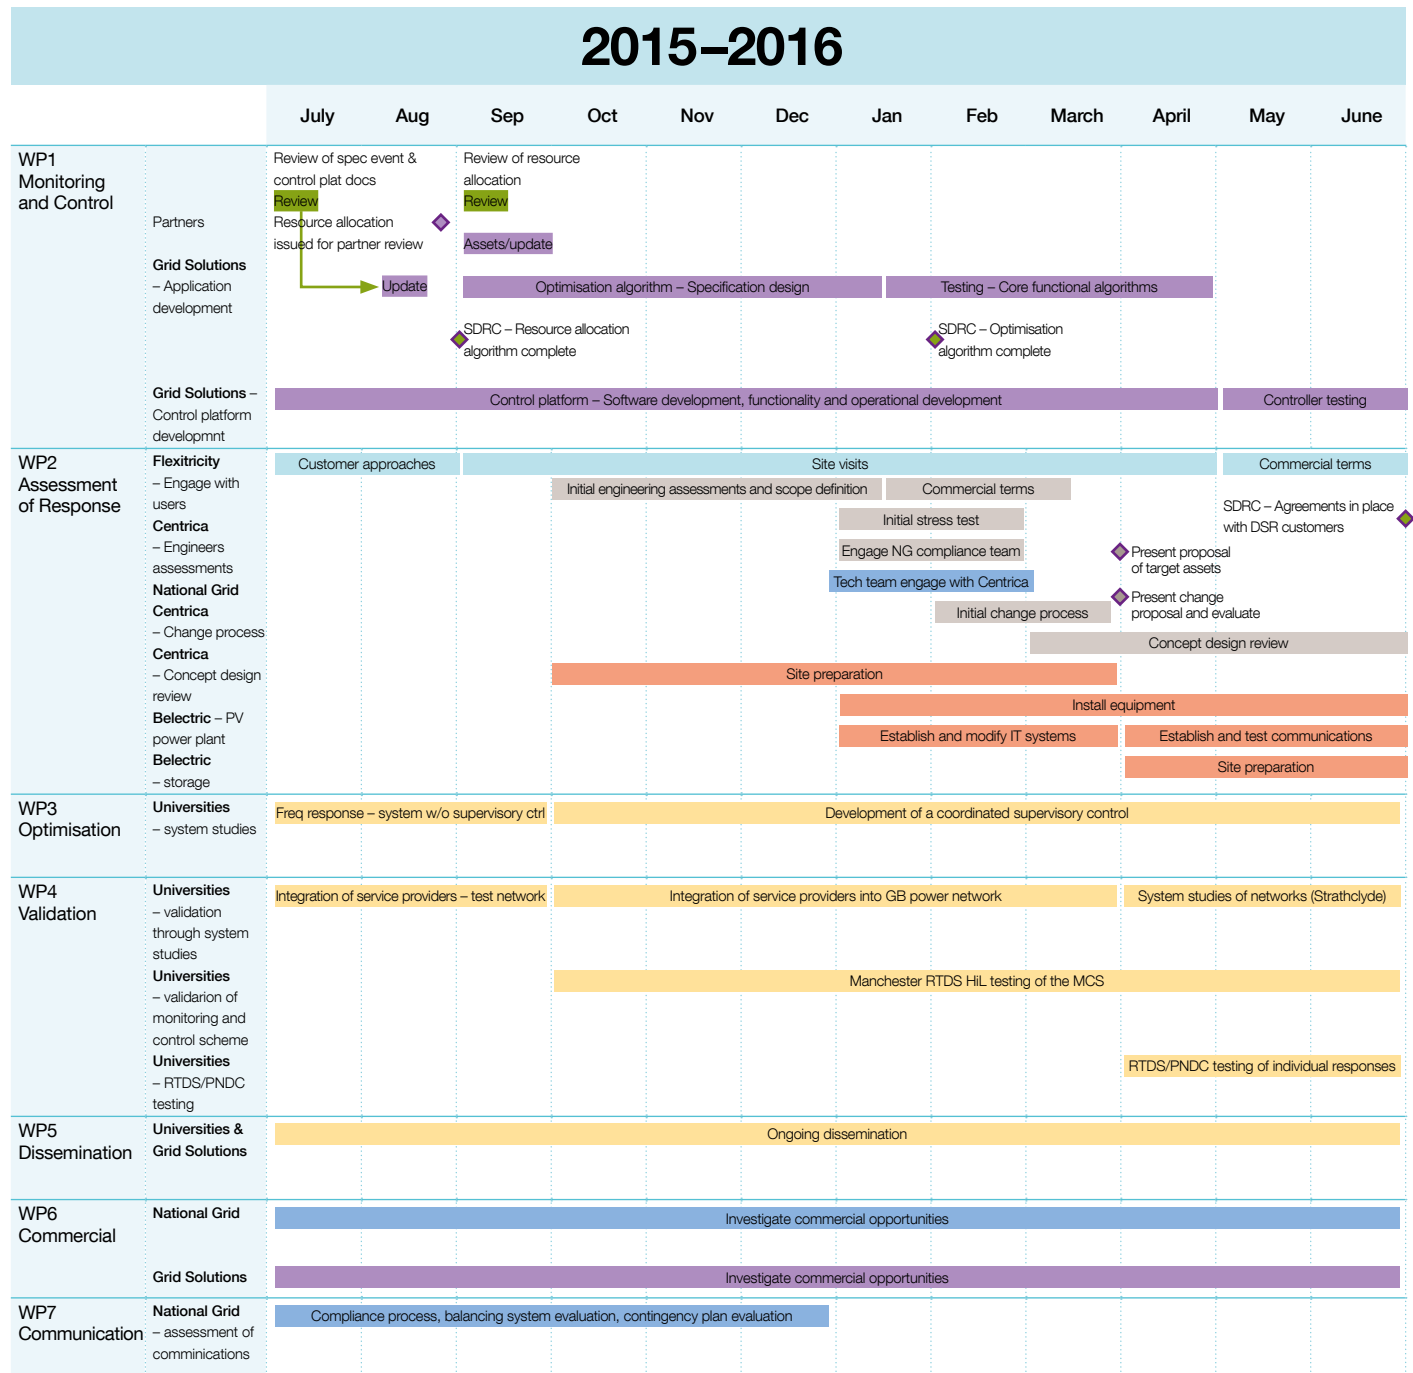 2015–2016
July Aug Sep Oct Nov Dec Jan Feb March April May June
WP1
Monitoring
and Control
Partners
Grid Solutions
– Application
development
Grid Solutions –
Control platform
developmnt
Review of spec event &
control plat docs
Review
Resource allocation
issued for partner review
Update
Review of resource
allocation
Review
Assets/update
Optimisation algorithm – Specification design
Testing – Core functional algorithms
SDRC – Resource allocation
algorithm complete
SDRC – Optimisation
algorithm complete
Control platform – Software development, functionality and operational development
Controller testing
WP2
Assessment
of Response
Flexitricity
– Engage with
users
Centrica
– Engineers
assessments
National Grid
Centrica
– Change process
Centrica
– Concept design
review
Belectric – PV
power plant
Belectric
– storage
Customer approaches
Site visits
Commercial terms
Initial engineering assessments and scope definition
Commercial terms
SDRC – Agreements in place
with DSR customers
Initial stress test
Engage NG compliance team
Present proposal
of target assets
Tech team engage with Centrica
Present change
proposal and evaluate
Initial change process
Concept design review
Site preparation
Install equipment
Establish and modify IT systems
Establish and test communications
Site preparation
WP3
Optimisation
Universities
– system studies
Freq response – system w/o supervisory ctrl
Development of a coordinated supervisory control
WP4
Validation
Universities
– validation
through system
studies
Universities
– validarion of
monitoring and
control scheme
Universities
– RTDS/PNDC
testing
Integration of service providers – test network
Integration of service providers into GB power network
System studies of networks (Strathclyde)
Manchester RTDS HiL testing of the MCS
RTDS/PNDC testing of individual responses
WP5
Dissemination
Universities &
Grid Solutions
Ongoing dissemination
WP6
Commercial
National Grid
Investigate commercial opportunities
Grid Solutions
Investigate commercial opportunities
WP7
Communication
National Grid
– assessment of
comminications
Compliance process, balancing system evaluation, contingency plan evaluation